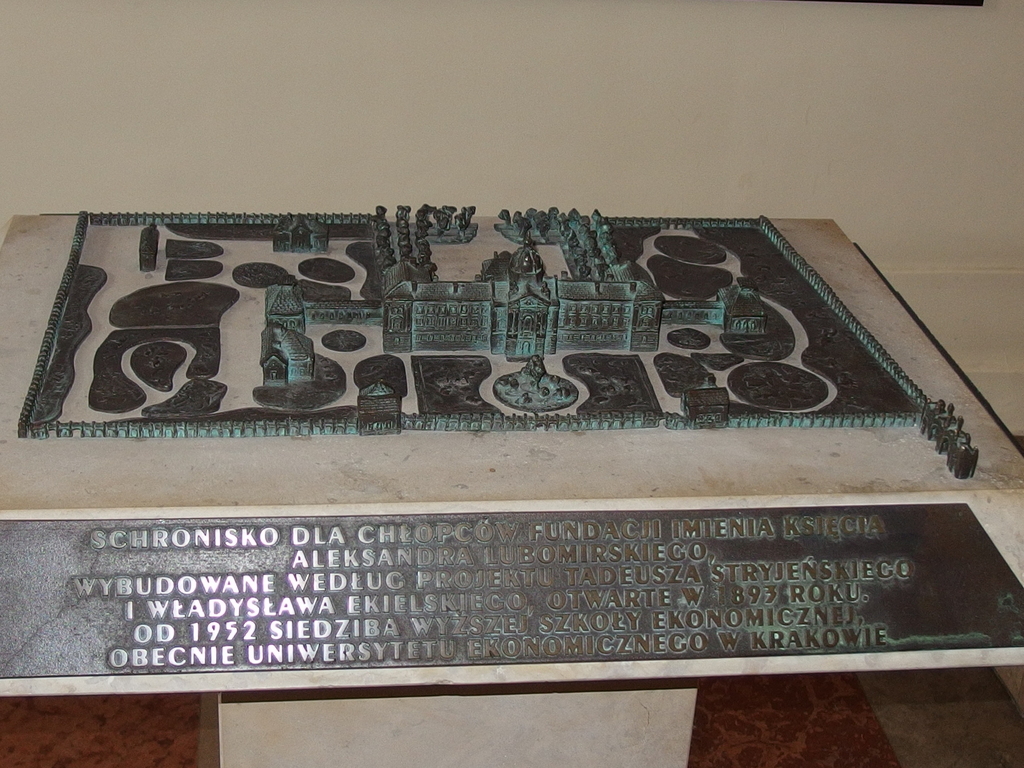 SCHRONISKO DLA CHŁOPCÓW FUNDACJI IMIENIA KSIĘCIA
ALEKSANDRA LUBOMIRSKIEGO,
WYBUDOWANE WEDŁUG PROJEKTU TADEUSZA STRYJEŃSKIEGO
I WŁADYSŁAWA EKIELSKIEGO, OTWARTE W 1893 ROKU.
OD 1952 SIEDZIBA WYŻSZEJ SZKOŁY EKONOMICZNEJ,
OBECNIE UNIWERSYTETU EKONOMICZNEGO W KRAKOWIE